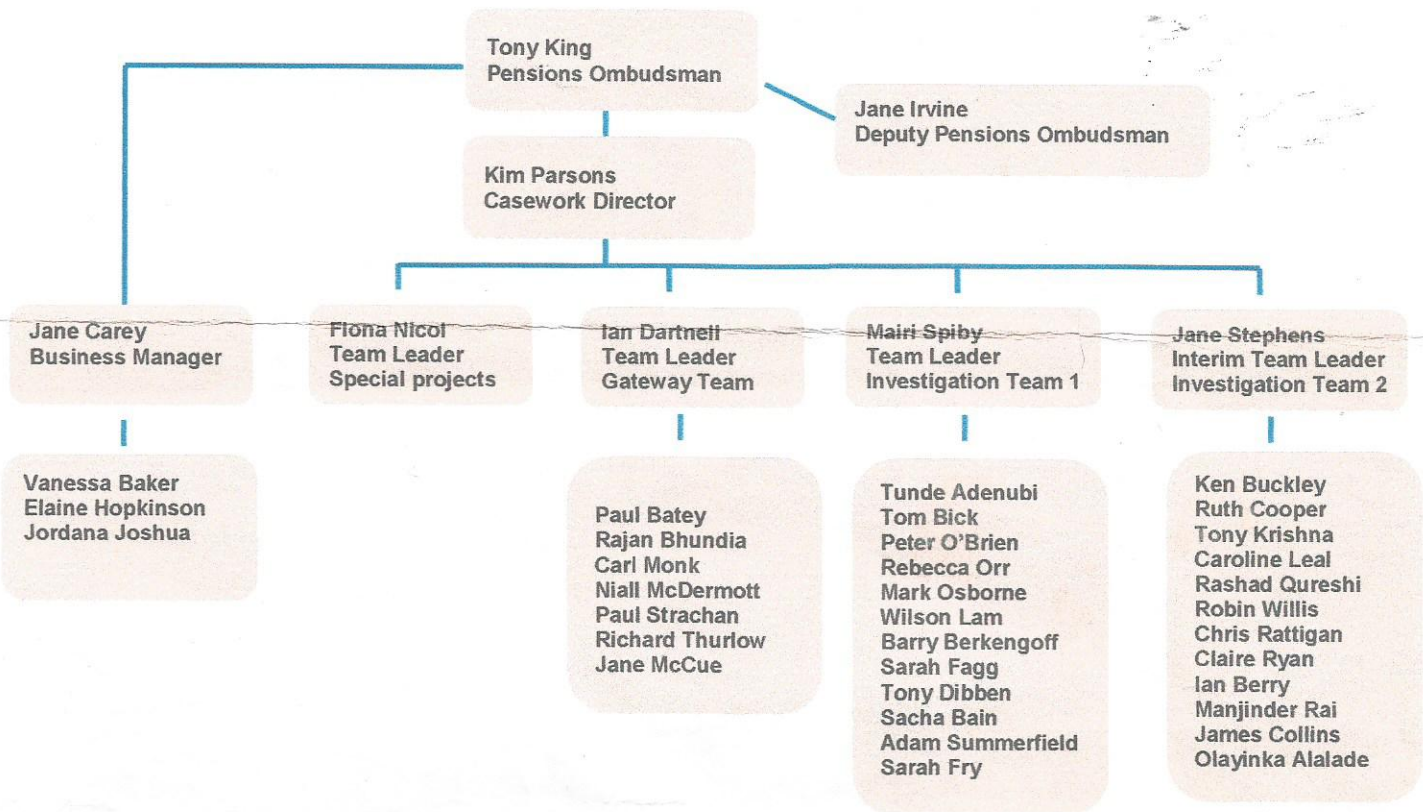 Tony King
Pensions Ombudsman
Jane Irvine
Deputy Pensions Ombudsman
Kim Parsons
Casework Director
Jane Carey
Business Manager
Fiona Nicol
Team Leader
Special projects
Ian Dartnell
Team Leader
Gateway Team
Mairi Spiby
Team Leader
Investigation Team 1
Jane Stephens
Interim Team Leader
Investigation Team 2
Vanessa Baker
Elaine Hopkinson
Jordana Joshua
Paul Batey
Rajan Bhundia
Carl Monk
Niall McDermott
Paul Strachan
Richard Thurlow
Jane McCue
Tunde Adenubi
Tom Bick
Peter O’Brien
Rebecca Orr
Mark Osborne
Wilson Lam
Barry Berkengoff
Sarah Fagg
Tony Dibben
Sacha Bain
Adam Summerfield
Sarah Fry
Ken Buckley
Ruth Cooper
Tony Krishna
Caroline Leal
Rashad Qureshi
Robin Willis
Chris Rattigan
Claire Ryan
Ian Berry
Manjinder Rai
James Collins
Olayinka Alalade